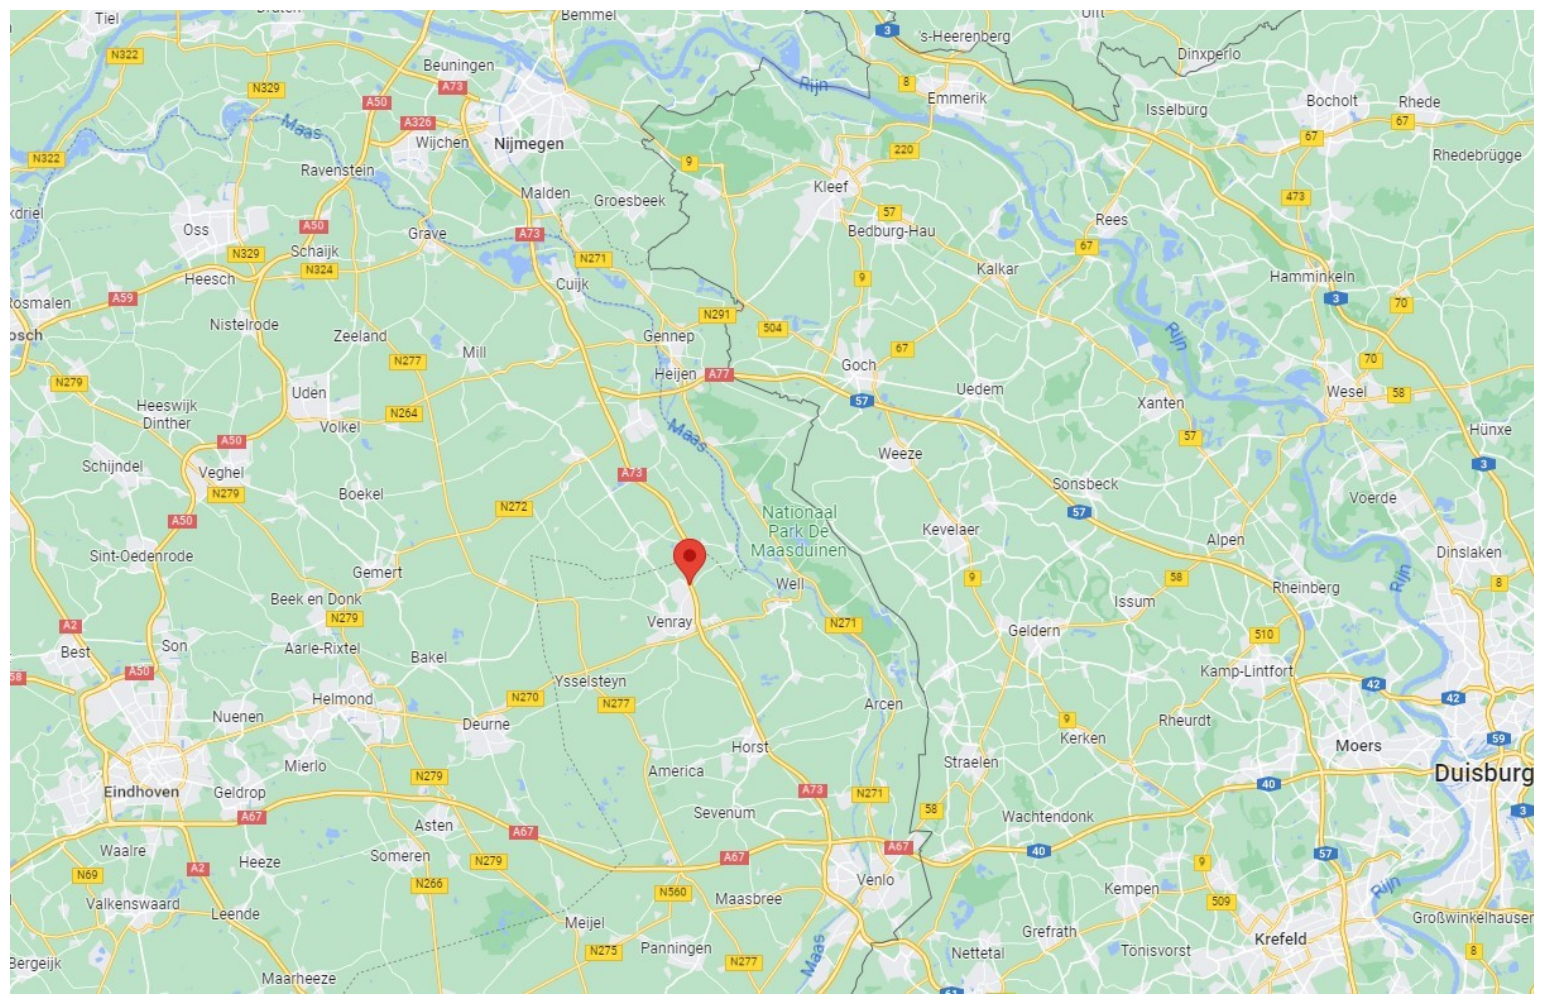 Tiel
Bemmel
3
's-Heerenberg
Dinxperlo
N322
Beuningen
A73
N329
A50
Rijn
8
Emmerik
Isselburg
Bocholt
Rhede
67
67
Maas
A326
Wijchen
Nijmegen
220
N322
Ravenstein
9
Kleef
Rhedebrügge
Malden
Groesbeek
473
kdriel
Oss
A50
Grave
A73
57
Bedburg-Hau
Rees
67
N329
Schaijk
N324
N271
Heesch
Cuijk
9
Kalkar
Hamminkeln
3
70
Rosmalen
A59
osch
Nistelrode
Zeeland
N291
504
Gennep
Rijn
N277
Mill
67
Goch
70
N279
Heijen
A77
57
Uedem
Wesel
58
Uden
Heeswijk
Dinther
N264
Volkel
Xanten
57
Hünxe
A50
Maas
Weeze
3
Schijndel
Veghel
A73
Sonsbeck
N279
Boekel
N272
Voerde
A50
Nationaal
Park De
Maasduinen
57
Kevelaer
Alpen
Sint-Oedenrode
Dinslaken
Gemert
Well
9
58
Rheinberg
Rijn
8
Beek en Donk
N279
Issum
A2
Venray
N271
Geldern
510
Best
Son
Aarle-Rixtel
Bakel
58
A50
Ysselsteyn
Kamp-Lintfort
42
42
Helmond
N270
N277
Arcen
Nuenen
Deurne
9
Rheurdt
Kerken
59
Moers
Horst
Mierlo
America
Straelen
Duisburg
N279
40
Eindhoven
Geldrop
A73
N271
58
3
A67
Sevenum
Wachtendonk
Asten
A67
A67
40
Waalre
Heeze
A2
Someren
N279
A67
57
9
N69
N266
Venlo
Kempen
Rijn
Valkenswaard
N560
Maasbree
509
Leende
Meijel
Grefrath
Krefeld
Großwinkelhausen
Panningen
Maas
N275
N277
Nettetal
Tönisvorst
8
Bergeijk
Maarheeze
61